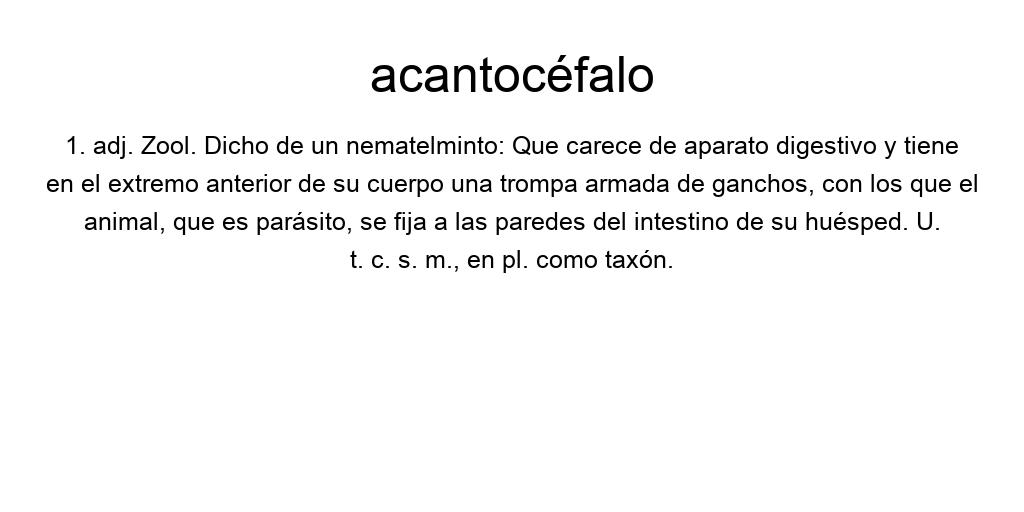 acantocéfalo
1. adj. Zool. Dicho de un nematelminto: Que carece de aparato digestivo y tiene
en el extremo anterior de su cuerpo una trompa armada de ganchos, con los que el
animal, que es parásito, se fija a las paredes del intestino de su huésped. U.
t. c. s. m., en pl. como taxón.